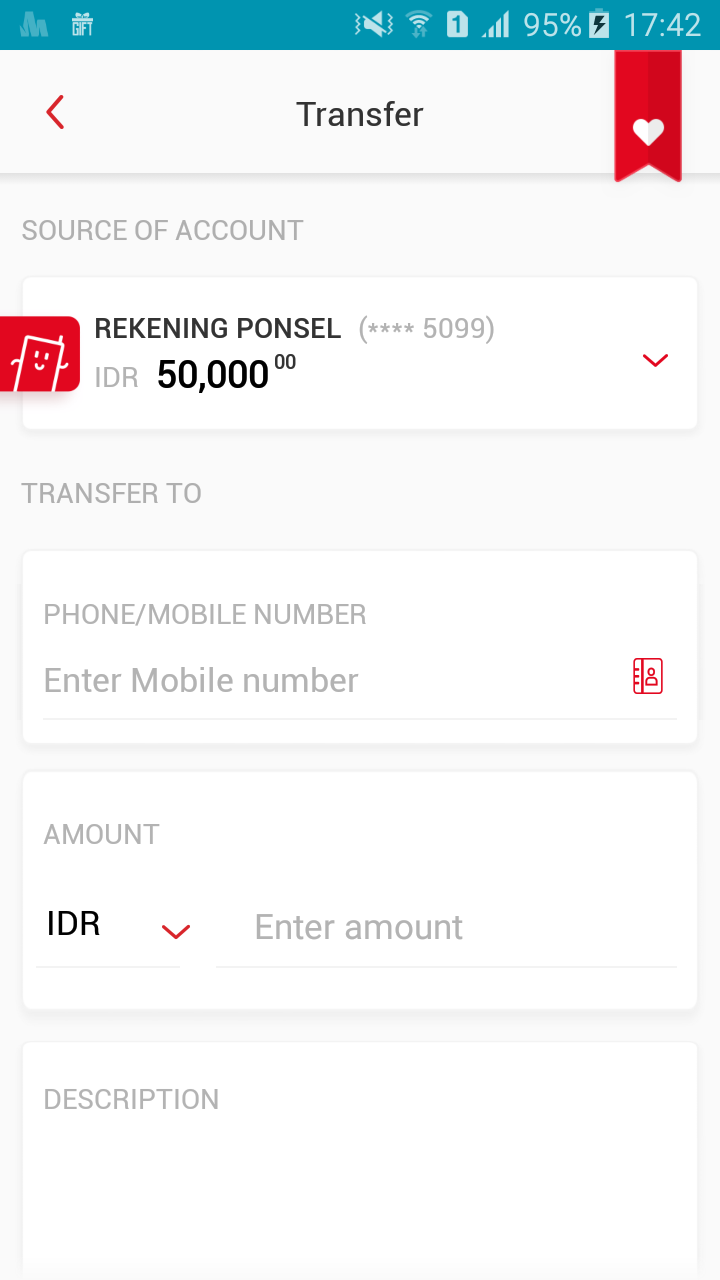 GIFT 1 95% 17:42
Transfer
SOURCE OF ACCOUNT
REKENING PONSEL (**** 5099)
IDR 50,000 00
TRANSFER TO
PHONE/MOBILE NUMBER
Enter Mobile number
AMOUNT
IDR Enter amount
DESCRIPTION